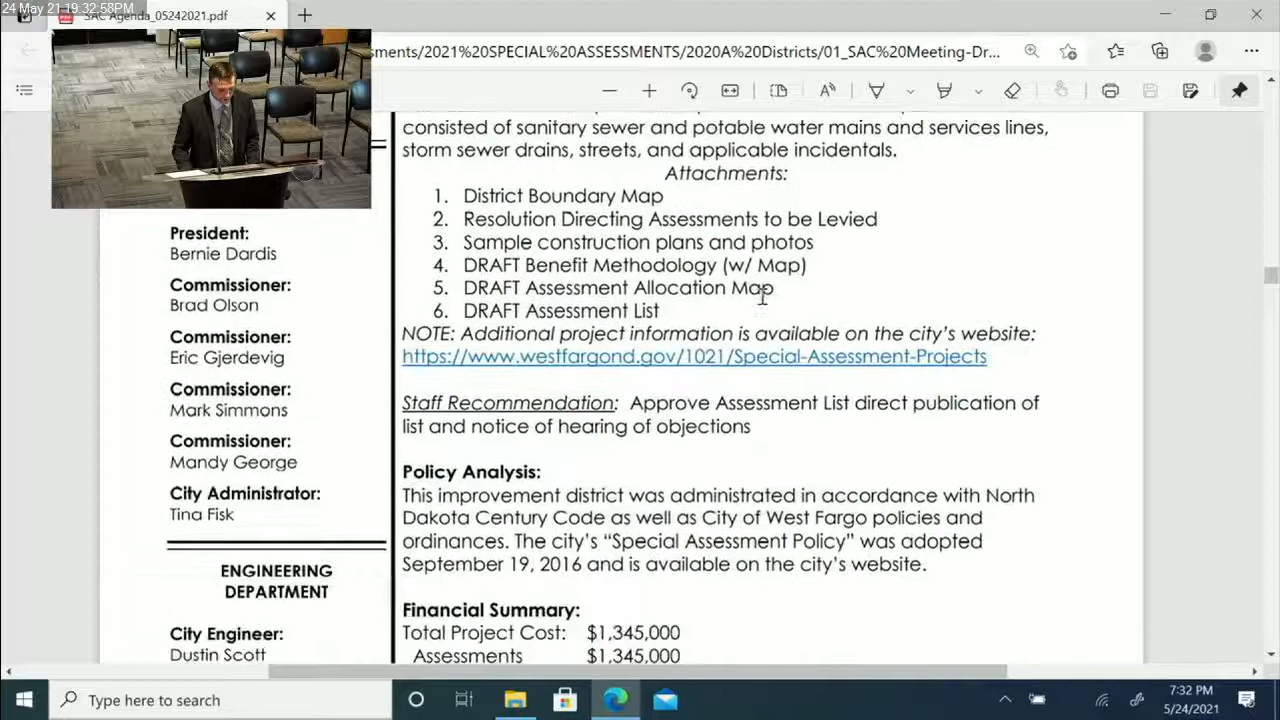 24 May 21 19:32:58PM
SAC Agenda_05242021.pdf
sments/2021%20SPECIAL%20ASSESSMENTS/2020A%20Districts/01_SAC%20Meeting-Dr...
consisted of sanitary sewer and potable water mains and services lines,
storm sewer drains, streets, and applicable incidentals.
Attachments:
1. District Boundary Map
2. Resolution Directing Assessments to be Levied
3. Sample construction plans and photos
4. DRAFT Benefit Methodology (w/ Map)
5. DRAFT Assessment Allocation Map
6. DRAFT Assessment List
NOTE: Additional project information is available on the city's website:
https://www.westfargond.gov/1021/Special-Assessment-Projects
Staff Recommendation: Approve Assessment List direct publication of
list and notice of hearing of objections
Policy Analysis:
This improvement district was administrated in accordance with North
Dakota Century Code as well as City of West Fargo policies and
ordinances. The city's "Special Assessment Policy" was adopted
September 19, 2016 and is available on the city's website.
Financial Summary:
Total Project Cost: $1,345,000
Assessments $1,345,000
President:
Bernie Dardis
Commissioner:
Brad Olson
Commissioner:
Eric Gjerdevig
Commissioner:
Mark Simmons
Commissioner:
Mandy George
City Administrator:
Tina Fisk
ENGINEERING
DEPARTMENT
City Engineer:
Dustin Scott
Type here to search
7:32 PM
5/24/2021